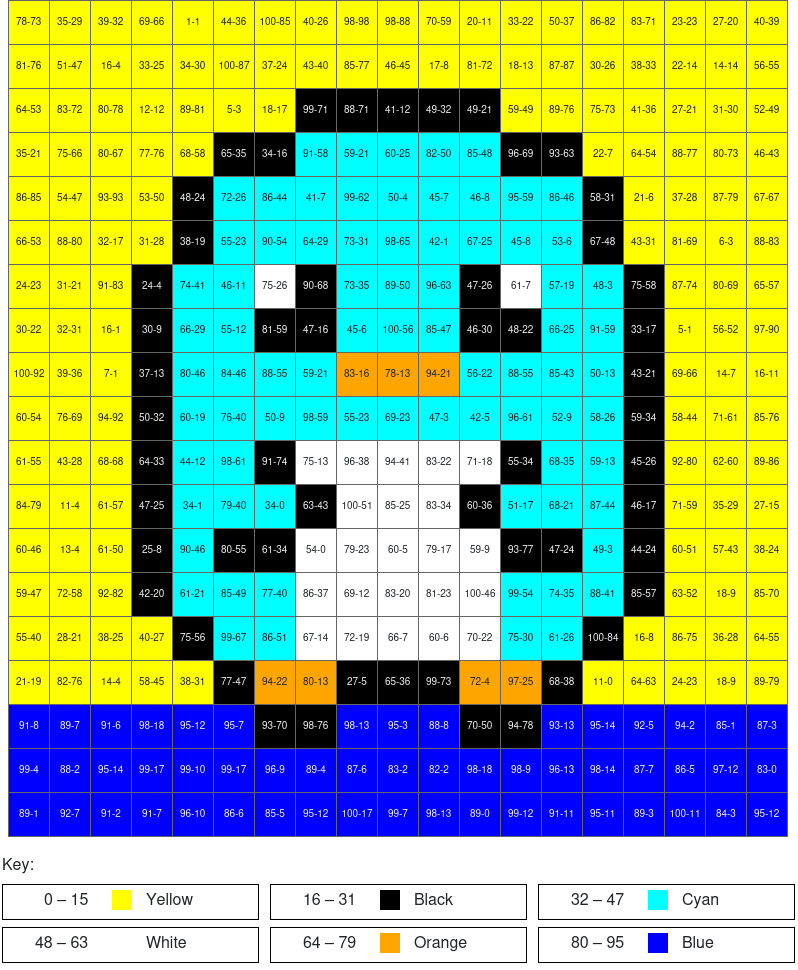 78-73 35-29 39-32 69-66 1-1 44-36 100-85 40-26 98-98 98-88 70-59 20-11 33-22 50-37 86-82 83-71 23-23 27-20 40-39
81-76 51-47 16-4 33-25 34-30 100-87 37-24 43-40 85-77 46-45 17-8 81-72 18-13 87-87 30-26 38-33 22-14 14-14 56-55
64-53 83-72 80-78 12-12 89-81 5-3 18-17 99-71 88-71 41-12 49-32 49-21 59-49 89-76 75-73 41-36 27-21 31-30 52-49
35-21 75-66 80-67 77-76 68-58 65-35 34-16 91-58 59-21 60-25 82-50 85-48 96-69 93-63 22-7 64-54 88-77 80-73 46-43
86-85 54-47 93-93 53-50 48-24 72-26 86-44 41-7 99-62 50-4 45-7 46-8 95-59 86-46 58-31 21-6 37-28 87-79 67-67
66-53 88-80 32-17 31-28 38-19 55-23 90-54 64-29 73-31 98-65 42-1 67-25 45-8 53-6 67-48 43-31 81-69 6-3 88-83
24-23 31-21 91-83 24-4 74-41 46-11 75-26 90-68 73-35 89-50 96-63 47-26 61-7 57-19 48-3 75-58 87-74 80-69 65-57
30-22 32-31 16-1 30-9 66-29 55-12 81-59 47-16 45-6 100-56 85-47 46-30 48-22 66-25 91-59 33-17 5-1 56-52 97-90
100-92 39-36 7-1 37-13 80-46 84-46 88-55 59-21 83-16 78-13 94-21 56-22 88-55 85-43 50-13 43-21 69-66 14-7 16-11
60-54 76-69 94-92 50-32 60-19 76-40 50-9 98-59 55-23 69-23 47-3 42-5 96-61 52-9 58-26 59-34 58-44 71-61 85-76
61-55 43-28 68-68 64-33 44-12 98-61 91-74 75-13 96-38 94-41 83-22 71-18 55-34 68-35 59-13 45-26 92-80 62-60 89-86
84-79 11-4 61-57 47-25 34-1 79-40 34-0 63-43 100-51 85-25 83-34 60-36 51-17 68-21 87-44 46-17 71-59 35-29 27-15
60-46 13-4 61-50 25-8 90-46 80-55 61-34 54-0 79-23 60-5 79-17 59-9 93-77 47-24 49-3 44-24 60-51 57-43 38-24
59-47 72-58 92-82 42-20 61-21 85-49 77-40 86-37 69-12 83-20 81-23 100-46 99-54 74-35 88-41 85-57 63-52 18-9 85-70
55-40 28-21 38-25 40-27 75-56 99-67 86-51 67-14 72-19 66-7 60-6 70-22 75-30 61-26 100-84 16-8 86-75 36-28 64-55
21-19 82-76 14-4 58-45 38-31 77-47 94-22 80-13 27-5 65-36 99-73 72-4 97-25 68-38 11-0 64-63 24-23 18-9 89-79
91-8 89-7 91-6 98-18 95-12 95-7 93-70 98-76 98-13 95-3 88-8 70-50 94-78 93-13 95-14 92-5 94-2 85-1 87-3
99-4 88-2 95-14 99-17 99-10 99-17 96-9 89-4 87-6 83-2 82-2 98-18 98-9 96-13 98-14 87-7 86-5 97-12 83-0
89-1 92-7 91-2 91-7 96-10 86-6 85-5 95-12 100-17 99-7 98-13 89-0 99-12 91-11 95-11 89-3 100-11 84-3 95-12
Key:
0 – 15 Yellow 16 – 31 Black 32 – 47 Cyan
48 – 63 White 64 – 79 Orange 80 – 95 Blue